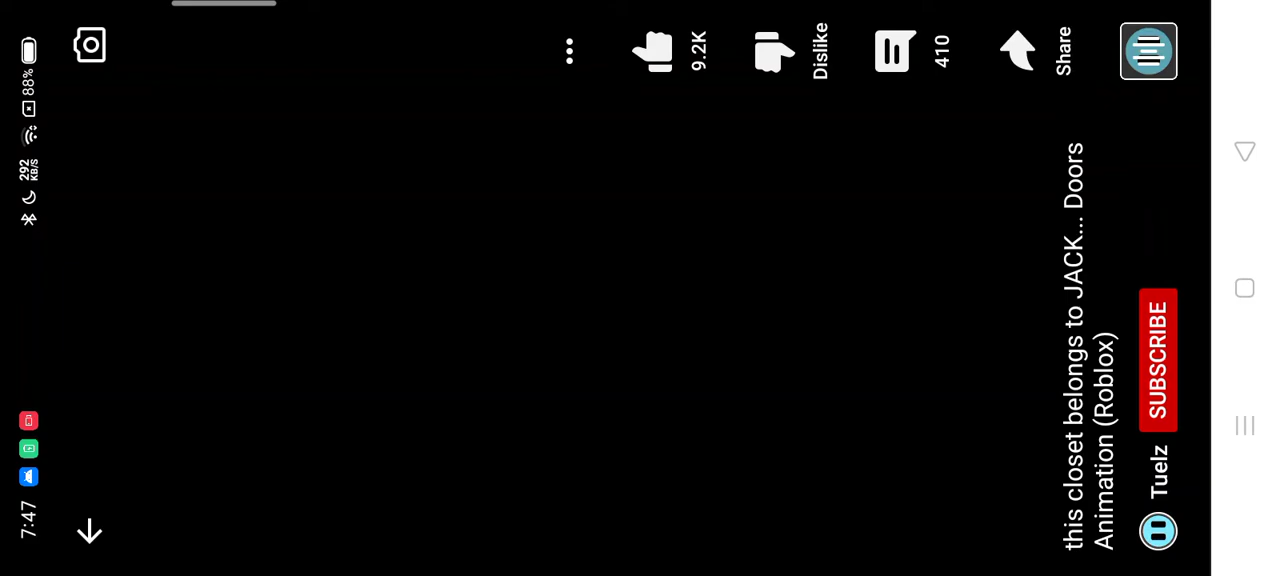 7:47
292
KB/S
88%
9.2K
Dislike
410
Share
this closet belongs to JACK... Doors
Animation (Roblox)
Tuelz
SUBSCRIBE